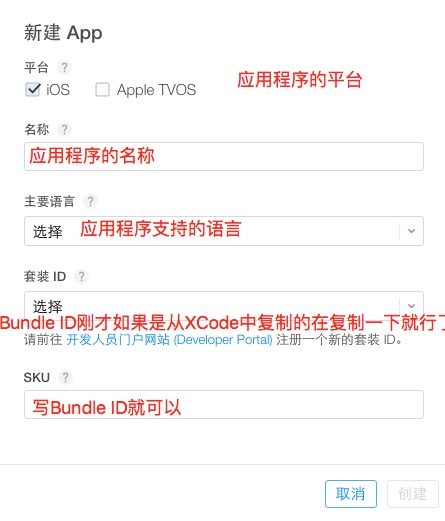 新建 App
平台 ?
iOS Apple TVOS 应用程序的平台
名称 ?
应用程序的名称
主要语言 ?
选择 应用程序支持的语言
套装 ID ?
选择
Bundle ID刚才如果是从XCode中复制的在复制一下就行了
请前往 开发人员门户网站 (Developer Portal) 注册一个新的套装 ID。
SKU ?
写Bundle ID就可以
取消 创建